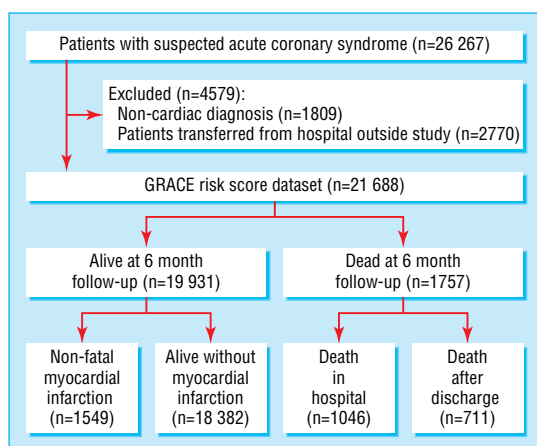 Patients with suspected acute coronary syndrome (n=26 267)
Excluded (n=4579):
Non-cardiac diagnosis (n=1809)
Patients transferred from hospital outside study (n=2770)
GRACE risk score dataset (n=21 688)
Alive at 6 month
follow-up (n=19 931)
Dead at 6 month
follow-up (n=1757)
Non-fatal
myocardial
infarction
(n=1549)
Alive without
myocardial
infarction
(n=18 382)
Death
in
hospital
(n=1046)
Death
after
discharge
(n=711)